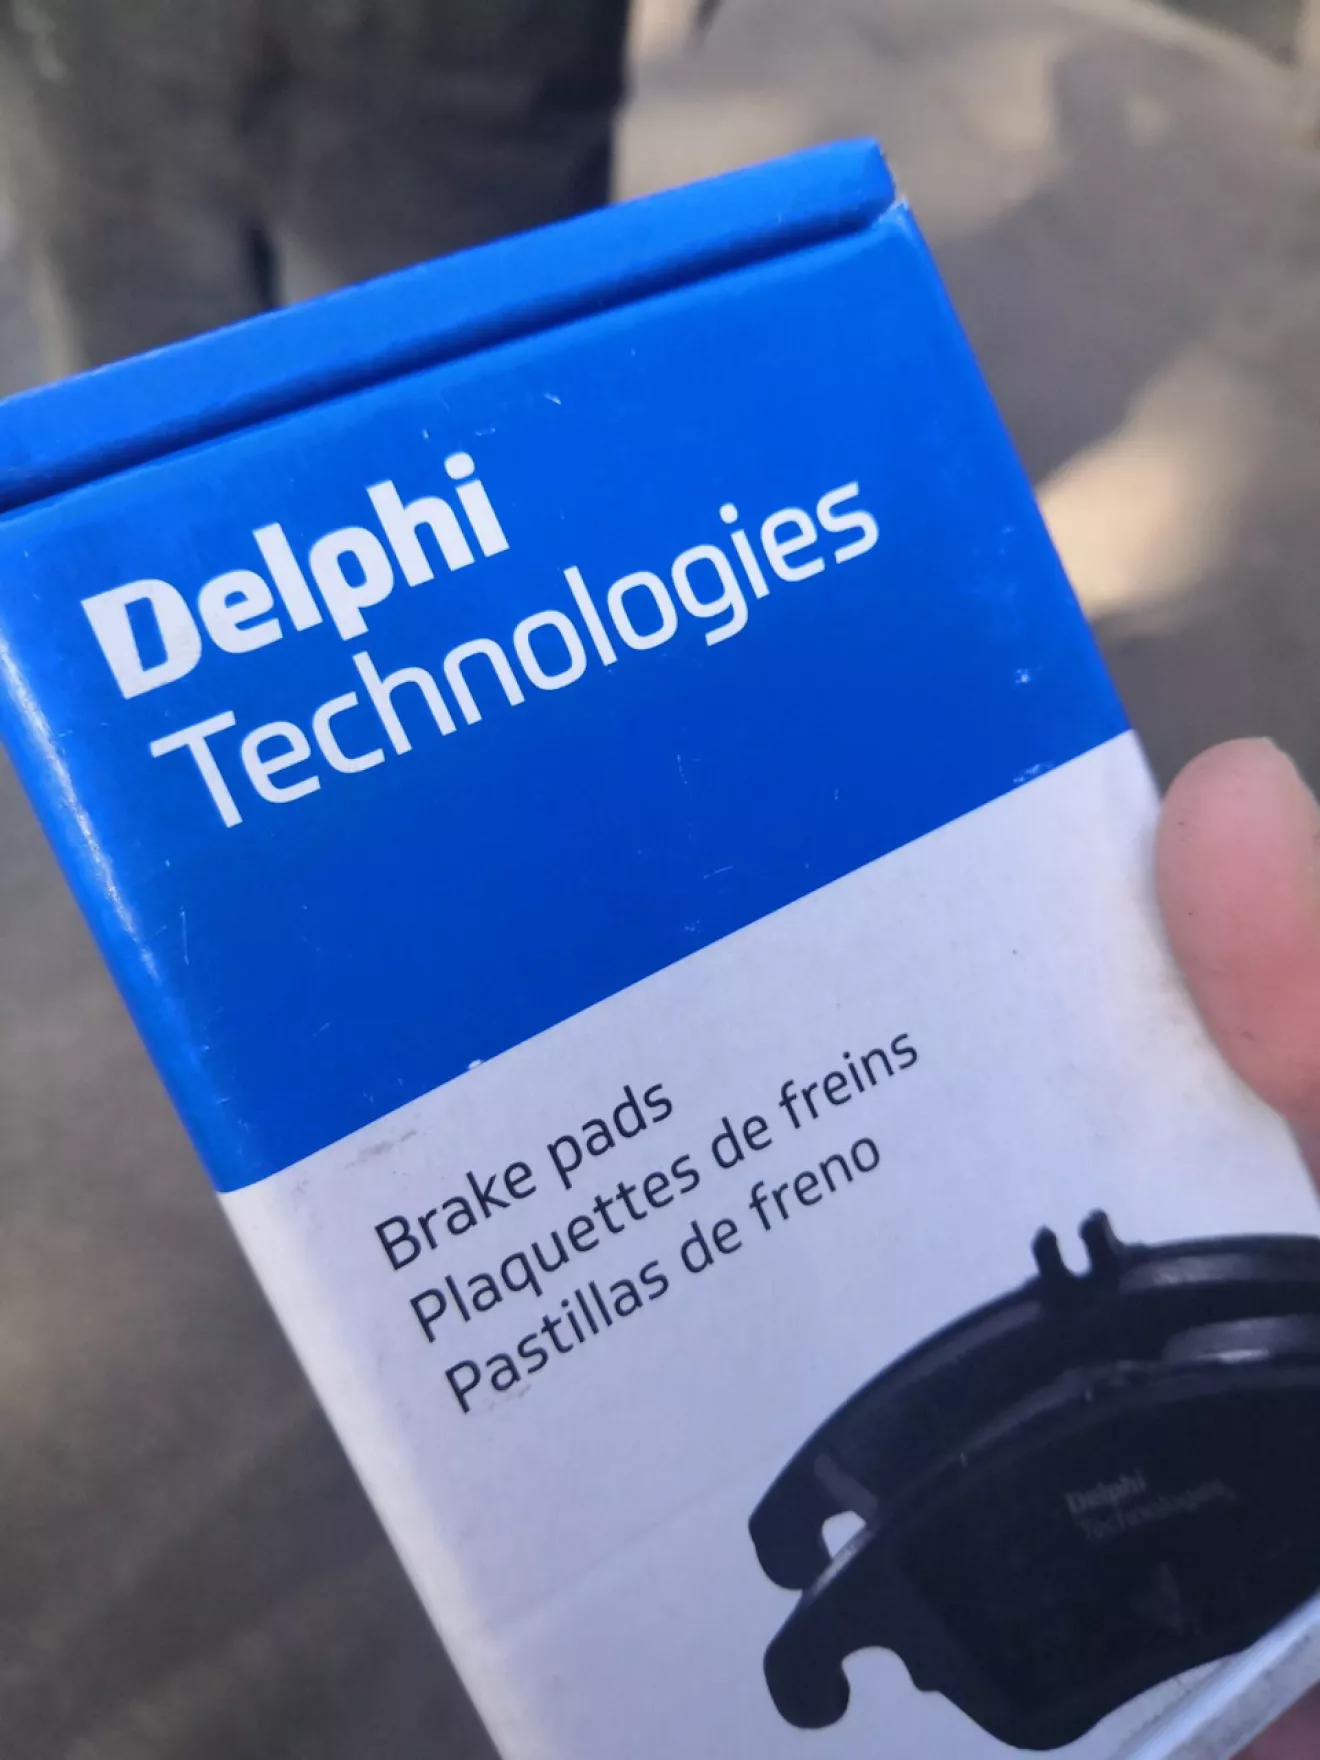 Delphi
Technologies
Brake pads
Plaquettes de freins
Pastillas de freno
Delphi
Technologies